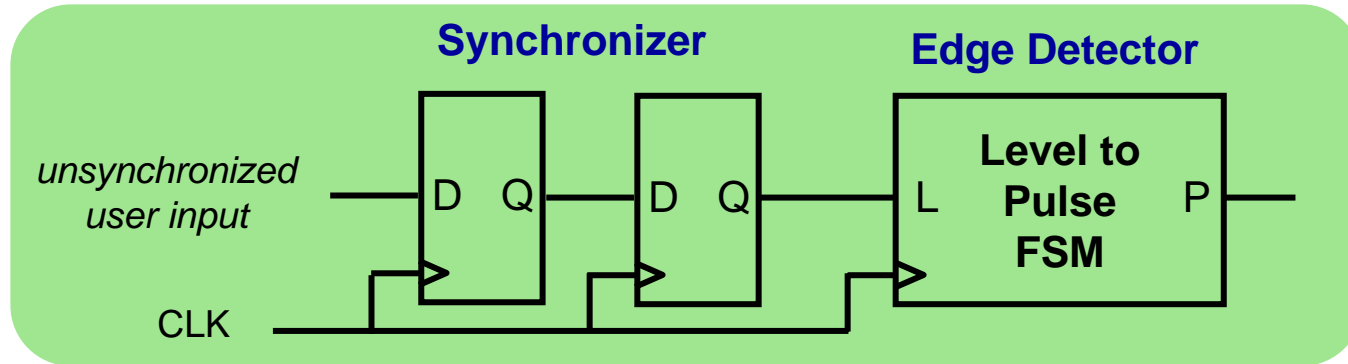 Synchronizer
Edge Detector
unsynchronized
user input
D Q
D Q
L
Level to
Pulse
FSM
P
CLK